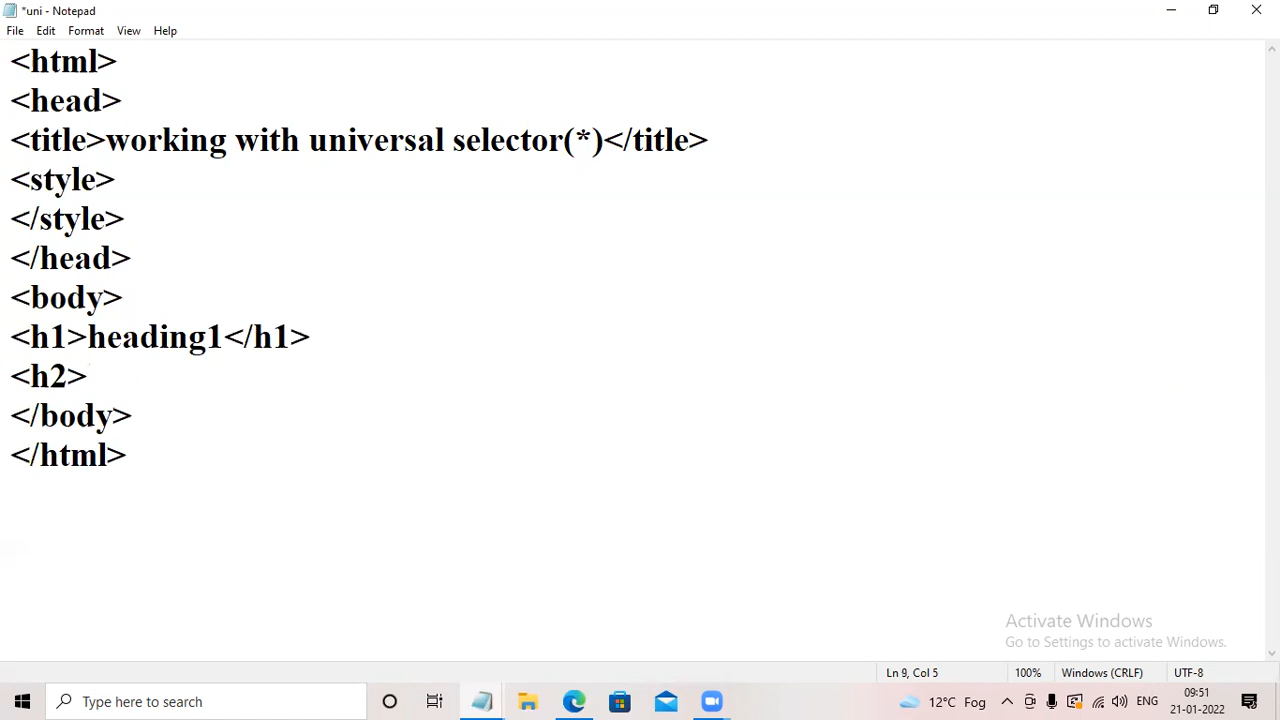 *uni - Notepad
File Edit Format View Help
<html>
<head>
<title>working with universal selector(*)</title>
<style>
</style>
</head>
<body>
<h1>heading1</h1>
<h2>
</body>
</html>
Activate Windows
Go to Settings to activate Windows.
Ln 9, Col 5 100% Windows (CRLF) UTF-8
Type here to search 12°C Fog ENG 09:51
21-01-2022